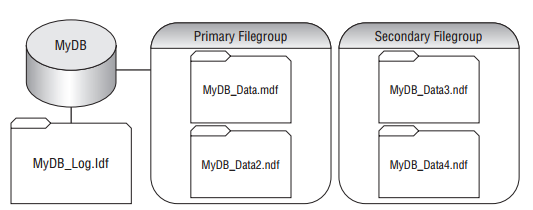 MyDB
Primary Filegroup
Secondary Filegroup
MyDB_Data.mdf
MyDB_Data3.ndf
MyDB_Log.ldf
MyDB_Data2.ndf
MyDB_Data4.ndf